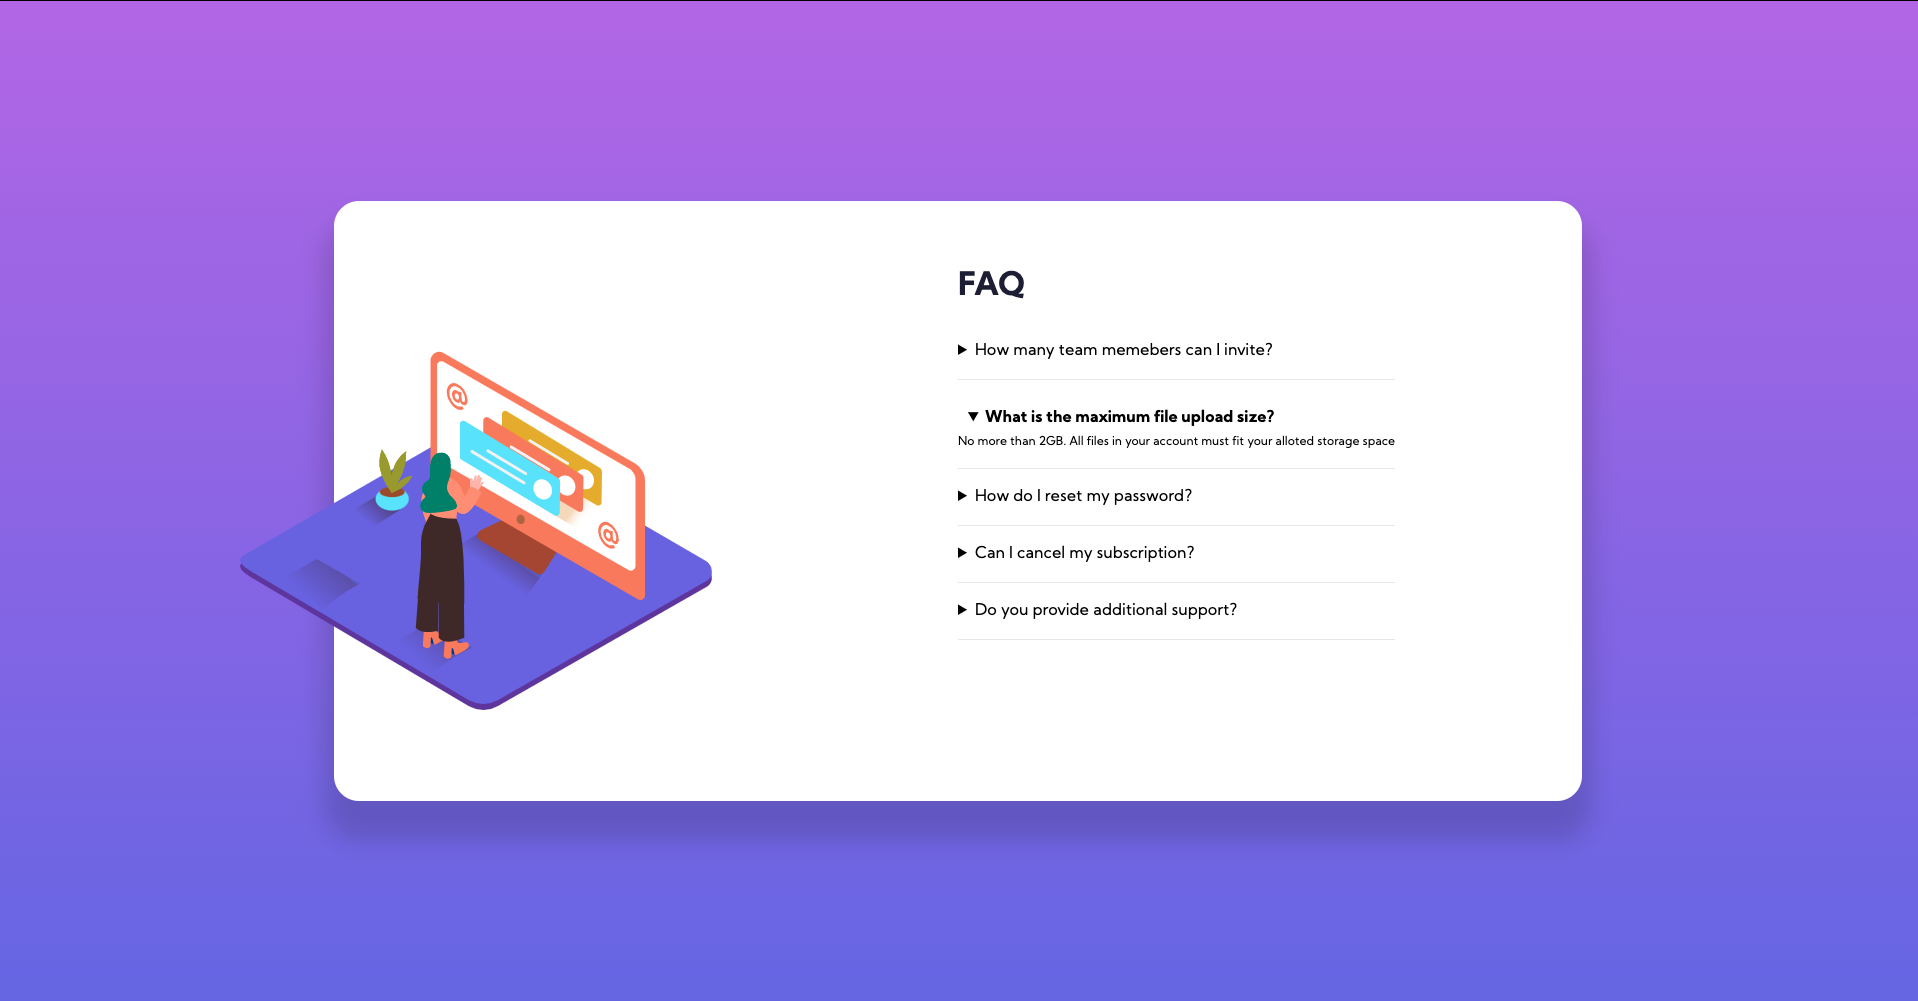 FAQ
How many team memebers can I invite?
What is the maximum file upload size?
No more than 2GB. All files in your account must fit your alloted storage space
How do I reset my password?
Can I cancel my subscription?
Do you provide additional support?
@
@